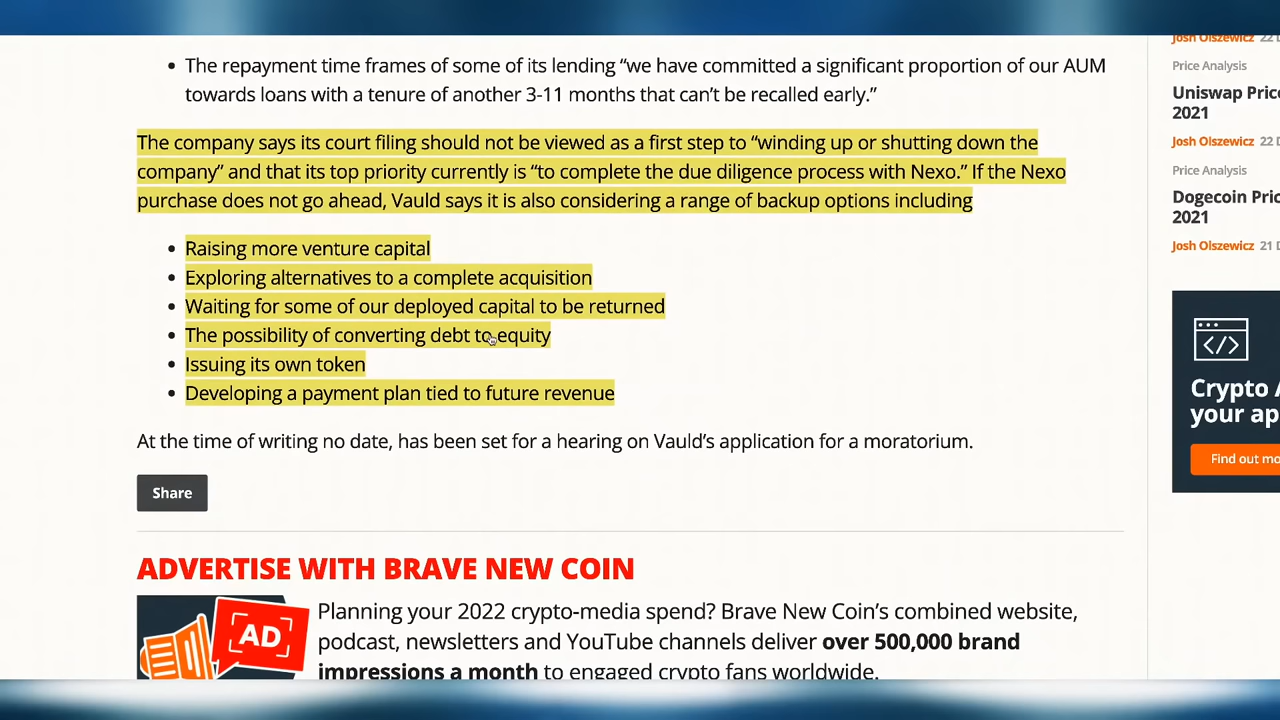 The repayment time frames of some of its lending “we have committed a significant proportion of our AUM
towards loans with a tenure of another 3-11 months that can’t be recalled early.”
The company says its court filing should not be viewed as a first step to “winding up or shutting down the
company” and that its top priority currently is “to complete the due diligence process with Nexo.” If the Nexo
purchase does not go ahead, Vauld says it is also considering a range of backup options including
Raising more venture capital
Exploring alternatives to a complete acquisition
Waiting for some of our deployed capital to be returned
The possibility of converting debt to equity
Issuing its own token
Developing a payment plan tied to future revenue
At the time of writing no date, has been set for a hearing on Vauld’s application for a moratorium.
Share
ADVERTISE WITH BRAVE NEW COIN
AD
Planning your 2022 crypto-media spend? Brave New Coin’s combined website,
podcast, newsletters and YouTube channels deliver over 500,000 brand
impressions a month to engaged crypto fans worldwide.
Josh Olszewicz 22
Price Analysis
Uniswap Price
2021
Josh Olszewicz 22
Price Analysis
Dogecoin
2021
Josh Olszewicz 21
</> 
Crypto
your
Find out